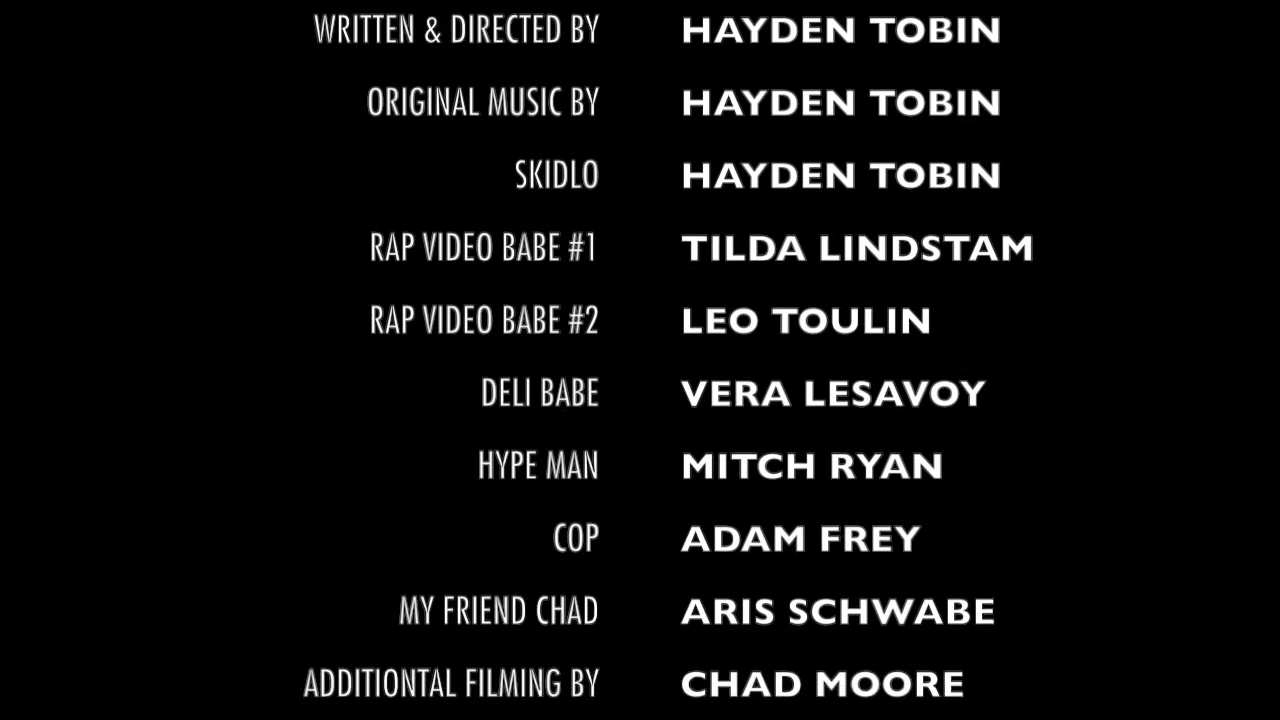 WRITTEN & DIRECTED BY HAYDEN TOBIN
ORIGINAL MUSIC BY HAYDEN TOBIN
SKIDLO HAYDEN TOBIN
RAP VIDEO BABE #1 TILDA LINDSTAM
RAP VIDEO BABE #2 LEO TOULIN
DELI BABE VERA LESAVOY
HYPE MAN MITCH RYAN
COP ADAM FREY
MY FRIEND CHAD ARIS SCHWABE
ADDITIONTAL FILMING BY CHAD MOORE